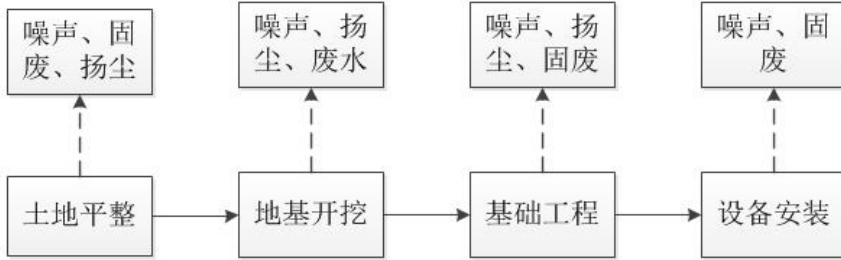 噪声、固
废、扬尘
噪声、扬
尘、废水
噪声、扬
尘、固废
噪声、固
废
土地平整
地基开挖
基础工程
设备安装